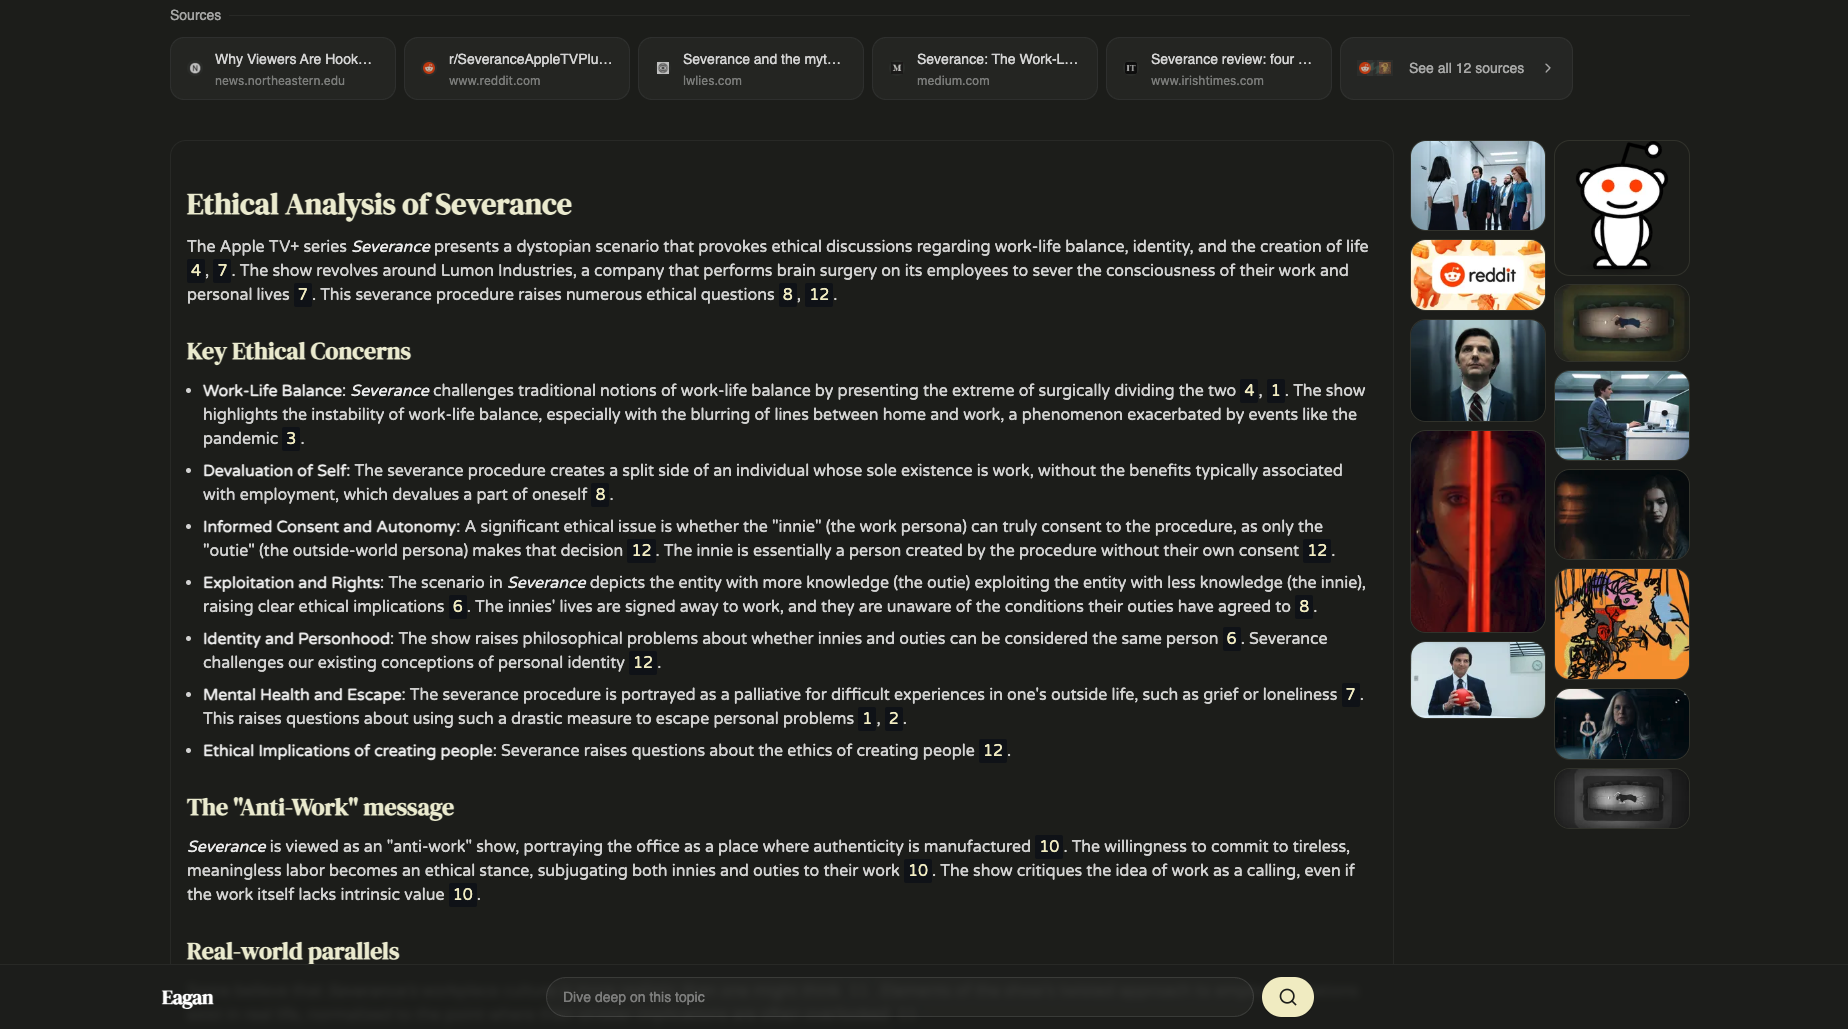 Sources
Why Viewers Are Hook...
news.northeastern.edu
r/SeveranceAppleTVPlu...
www.reddit.com
Severance and the myt...
lwlies.com
M
Severance: The Work-L...
medium.com
IT
Severance review: four ...
www.irishtimes.com
See all 12 sources
Ethical Analysis of Severance
The Apple TV+ series Severance presents a dystopian scenario that provokes ethical discussions regarding work-life balance, identity, and the creation of life
4, 7. The show revolves around Lumon Industries, a company that performs brain surgery on its employees to sever the consciousness of their work and
personal lives 7. This severance procedure raises numerous ethical questions 8, 12.
Key Ethical Concerns
• Work-Life Balance: Severance challenges traditional notions of work-life balance by presenting the extreme of surgically dividing the two 4, 1. The show
highlights the instability of work-life balance, especially with the blurring of lines between home and work, a phenomenon exacerbated by events like the
pandemic 3.
• Devaluation of Self: The severance procedure creates a split side of an individual whose sole existence is work, without the benefits typically associated
with employment, which devalues a part of oneself 8.
• Informed Consent and Autonomy: A significant ethical issue is whether the "innie" (the work persona) can truly consent to the procedure, as only the
"outie" (the outside-world persona) makes that decision 12. The innie is essentially a person created by the procedure without their own consent 12.
• Exploitation and Rights: The scenario in Severance depicts the entity with more knowledge (the outie) exploiting the entity with less knowledge (the innie),
raising clear ethical implications 6. The innies' lives are signed away to work, and they are unaware of the conditions their outies have agreed to 8.
• Identity and Personhood: The show raises philosophical problems about whether innies and outies can be considered the same person 6. Severance
challenges our existing conceptions of personal identity 12.
• Mental Health and Escape: The severance procedure is portrayed as a palliative for difficult experiences in one's outside life, such as grief or loneliness 7.
This raises questions about using such a drastic measure to escape personal problems 1, 2.
• Ethical Implications of creating people: Severance raises questions about the ethics of creating people 12.
The "Anti-Work" message
Severance is viewed as an "anti-work" show, portraying the office as a place where authenticity is manufactured 10. The willingness to commit to tireless,
meaningless labor becomes an ethical stance, subjugating both innies and outies to their work 10. The show critiques the idea of work as a calling, even if
the work itself lacks intrinsic value 10.
Real-world parallels
reddit
Eagan
Dive deep on this topic